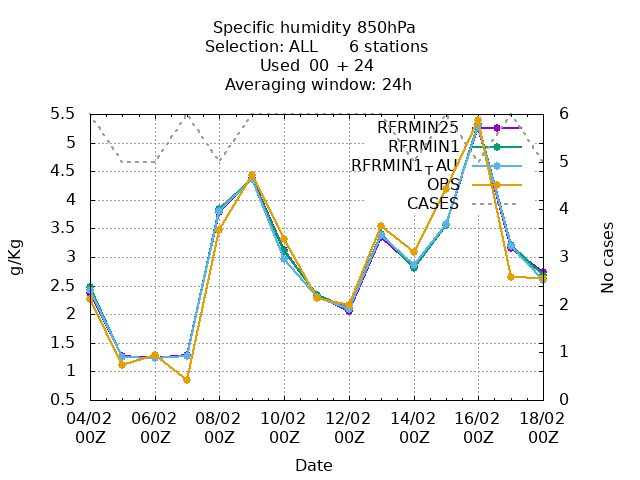 Specific humidity 850hPa
Selection: ALL 6 stations
Used 00 + 24
Averaging window: 24h
RFRMIN25
RFRMIN1
RFRMIN1_AU
OPS
CASES
5.5
5
4.5
4
3.5
3
2.5
2
1.5
1
0.5
g/Kg
6
5
4
3
2
1
0
No cases
04/02 06/02 08/02 10/02 12/02 14/02 16/02 18/02
00Z 00Z 00Z 00Z 00Z 00Z 00Z 00Z
Date